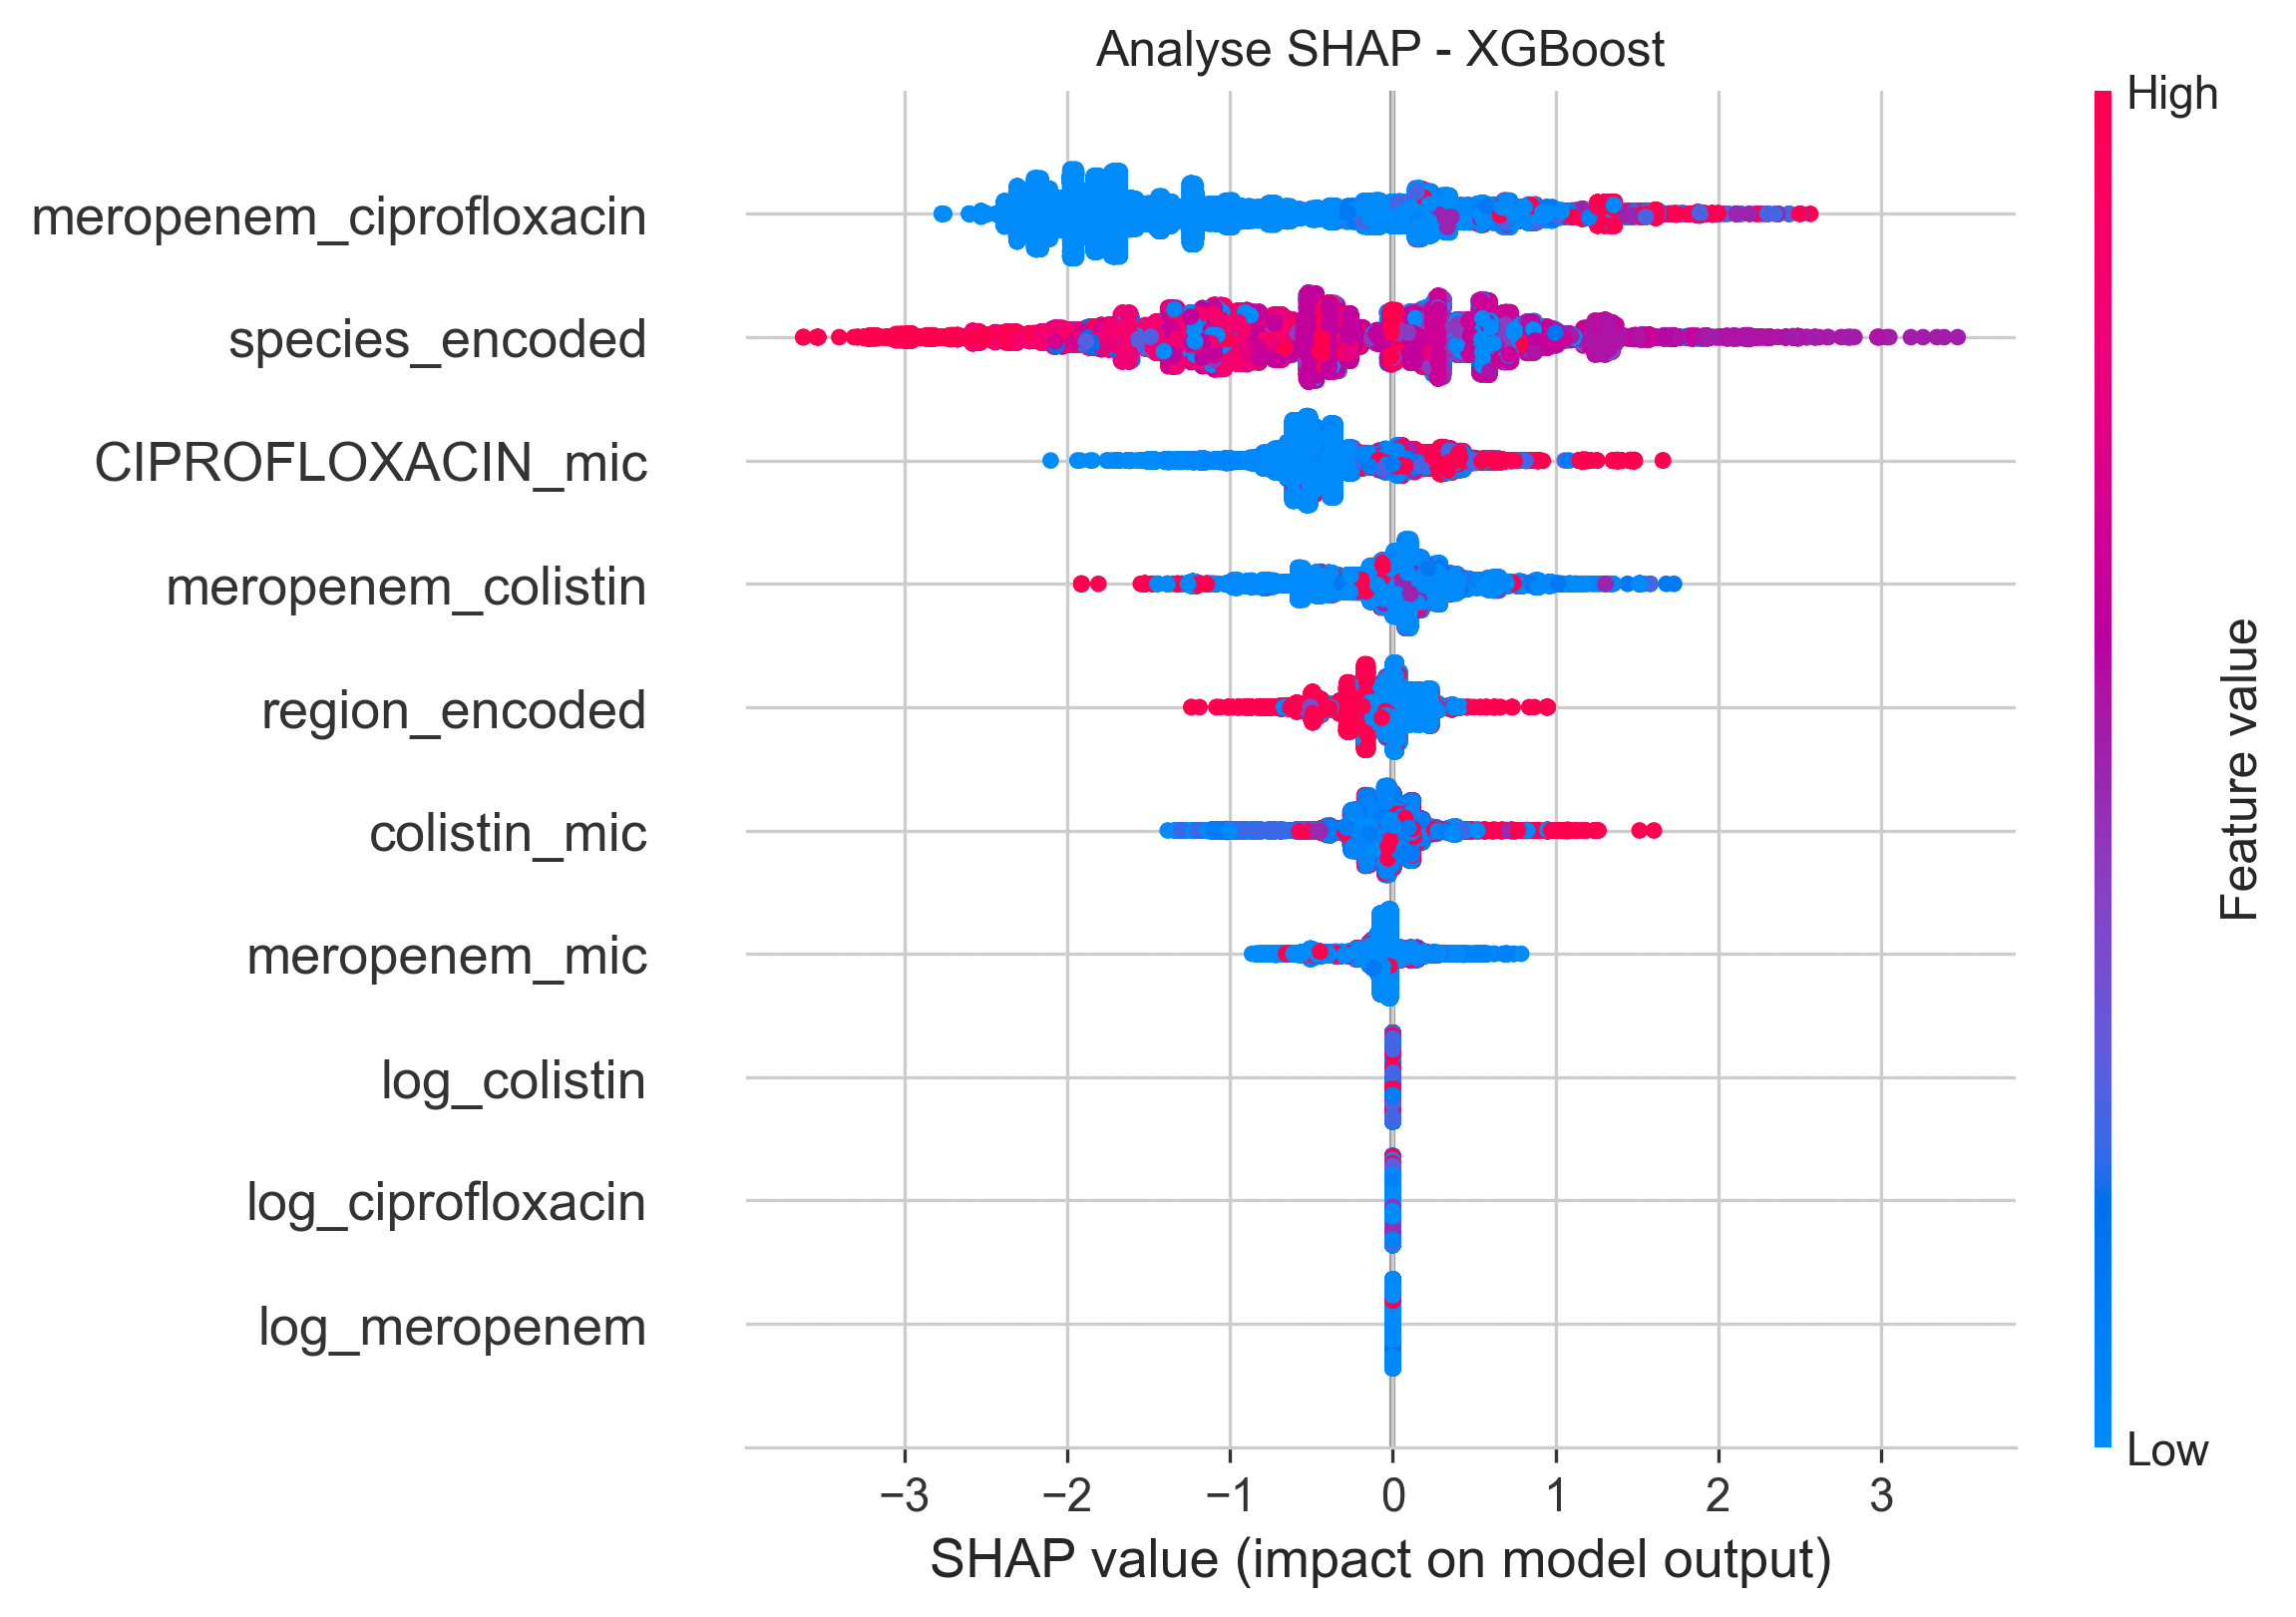 Analyse SHAP - XGBoost
High
meropenem_ciprofloxacin
species_encoded
CIPROFLOXACIN_mic
meropenem_colistin
region_encoded
colistin_mic
meropenem_mic
log_colistin
log_ciprofloxacin
log_meropenem
Feature value
Low
−3 −2 −1 0 1 2 3
SHAP value (impact on model output)